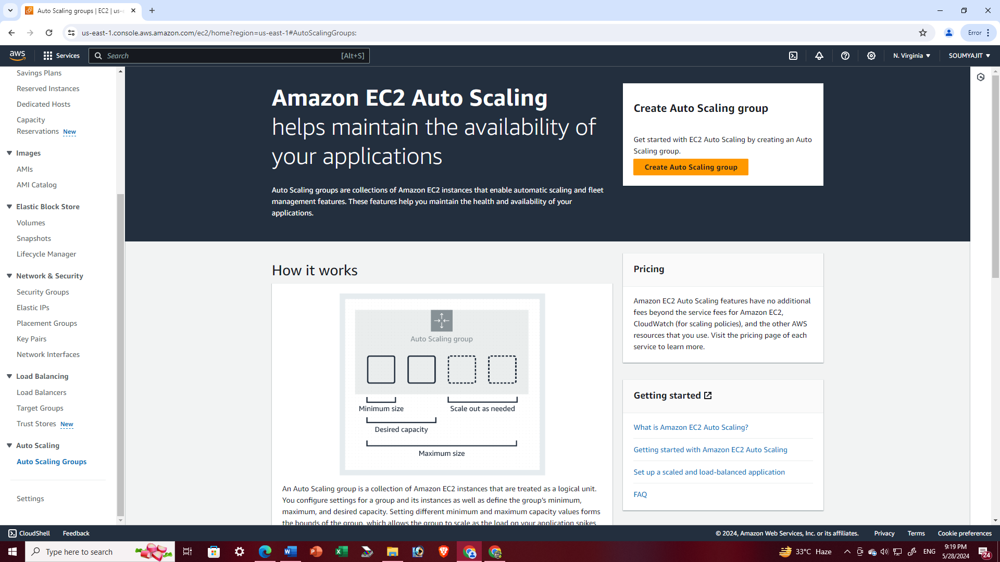 Auto Scaling groups | EC2 | us-e
us-east-1.console.aws.amazon.com/ec2/home?region=us-east-1#AutoScalingGroups:
Error
aws
Services
Search
[Alt+S]
N. Virginia
SOUMYAJIT
Savings Plans
Reserved Instances
Dedicated Hosts
Capacity
Reservations New
Images
AMIs
AMI Catalog
Elastic Block Store
Volumes
Snapshots
Lifecycle Manager
Network & Security
Security Groups
Elastic IPs
Placement Groups
Key Pairs
Network Interfaces
Load Balancing
Load Balancers
Target Groups
Trust Stores New
Auto Scaling
Auto Scaling Groups
Settings
Amazon EC2 Auto Scaling
helps maintain the availability of
your applications
Auto Scaling groups are collections of Amazon EC2 instances that enable automatic scaling and fleet
management features. These features help you maintain the health and availability of your
applications.
Create Auto Scaling group
Get started with EC2 Auto Scaling by creating an Auto
Scaling group.
Create Auto Scaling group
How it works
Auto Scaling group
Minimum size
Scale out as needed
Desired capacity
Maximum size
An Auto Scaling group is a collection of Amazon EC2 instances that are treated as a logical unit.
You configure settings for a group and its instances as well as define the group's minimum,
maximum, and desired capacity. Setting different minimum and maximum capacity values forms
the bounds of the group, which allows the group to scale as the load on your application spikes
Pricing
Amazon EC2 Auto Scaling features have no additional
fees beyond the service fees for Amazon EC2,
CloudWatch (for scaling policies), and the other AWS
resources that you use. Visit the pricing page of each
service to learn more.
Getting started
What is Amazon EC2 Auto Scaling?
Getting started with Amazon EC2 Auto Scaling
Set up a scaled and load-balanced application
FAQ
CloudShell
Feedback
© 2024, Amazon Web Services, Inc. or its affiliates.
Privacy
Terms
Cookie preferences
Type here to search
33°C Haze
ENG
9:19 PM
5/28/2024
24